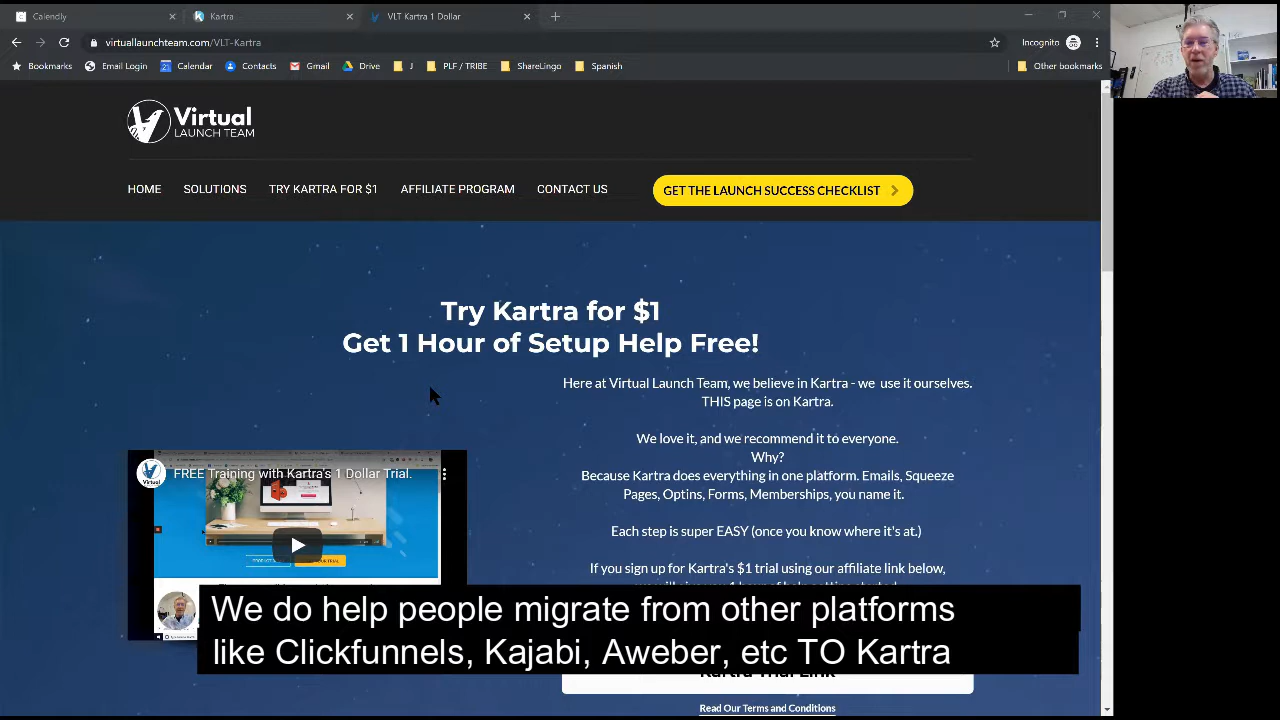 Calendly
Kartra
VLT Kartra 1 Dollar
virtuallaunchteam.com/VLT-Kartra
Incognito
Bookmarks
Email Login
Calendar
Contacts
Gmail
Drive
J
PLF / TRIBE
ShareLingo
Spanish
Other bookmarks
Virtual
LAUNCH TEAM
HOME
SOLUTIONS
TRY KARTRA FOR $1
AFFILIATE PROGRAM
CONTACT US
GET THE LAUNCH SUCCESS CHECKLIST
Try Kartra for $1
Get 1 Hour of Setup Help Free!
Here at Virtual Launch Team, we believe in Kartra - we use it ourselves.
THIS page is on Kartra.
We love it, and we recommend it to everyone.
Why?
Because Kartra does everything in one platform. Emails, Squeeze
Pages, Optins, Forms, Memberships, you name it.
Each step is super EASY (once you know where it's at.)
If you sign up for Kartra's $1 trial using our affiliate link below,
Virtual
FREE Training with Kartra's 1 Dollar Trial.
We do help people migrate from other platforms
like Clickfunnels, Kajabi, Aweber, etc TO Kartra
Kartra Trial Link
Read Our Terms and Conditions